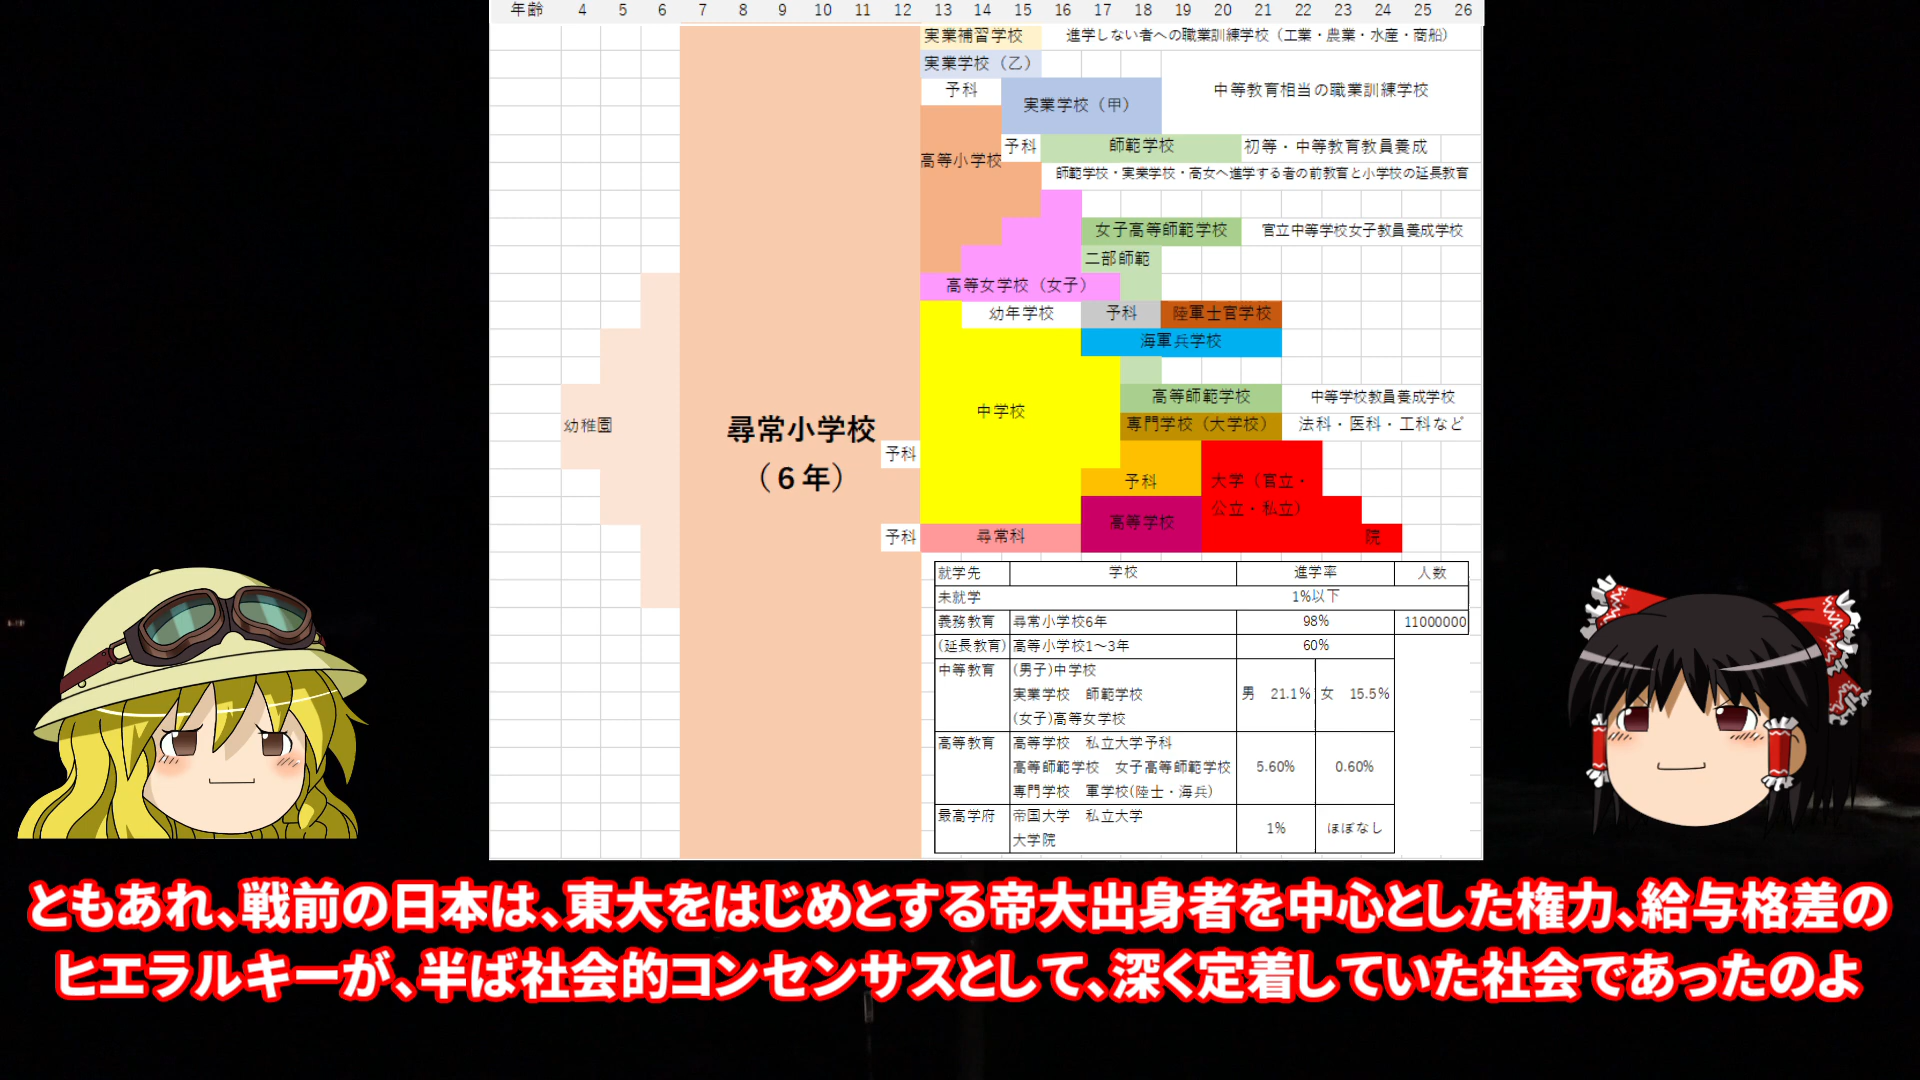 年齢 4 5 6 7 8 9 10 11 12 13 14 15 16 17 18 19 20 21 22 23 24 25 26
実業補習学校 進学しない者への職業訓練学校（工業・農業・水産・商船）
実業学校（乙）
予科
実業学校（甲）
中等教育相当の職業訓練学校
高等小学校
予科 師範学校 初等・中等教育教員養成
師範学校・実業学校・高女へ進学する者の前教育と小学校の延長教育
女子高等師範学校 官立中等学校女子教員養成学校
二部師範
高等女学校（女子）
幼年学校 予科 陸軍士官学校
海軍兵学校
高等師範学校 中等学校教員養成学校
中学校
専門学校（大学校） 法科・医科・工科など
幼稚園
尋常小学校
（６年）
予科
予科
大学（官立・
公立・私立）
高等学校
予科 尋常科
院
就学先 学校 進学率 人数
未就学 1%以下
義務教育 尋常小学校6年 98% 11000000
(延長教育) 高等小学校1～3年 60%
中等教育 (男子)中学校
実業学校 師範学校 男 21.1% 女 15.5%
(女子)高等女学校
高等教育 高等学校 私立大学予科
高等師範学校 女子高等師範学校 5.60% 0.60%
専門学校 軍学校(陸士・海兵)
最高学府 帝国大学 私立大学
大学院 1% ほぼなし
ともあれ、戦前の日本は、東大をはじめとする帝大出身者を中心とした権力、給与格差の
ヒエラルキーが、半ば社会的コンセンサスとして、深く定着していた社会であったのよ